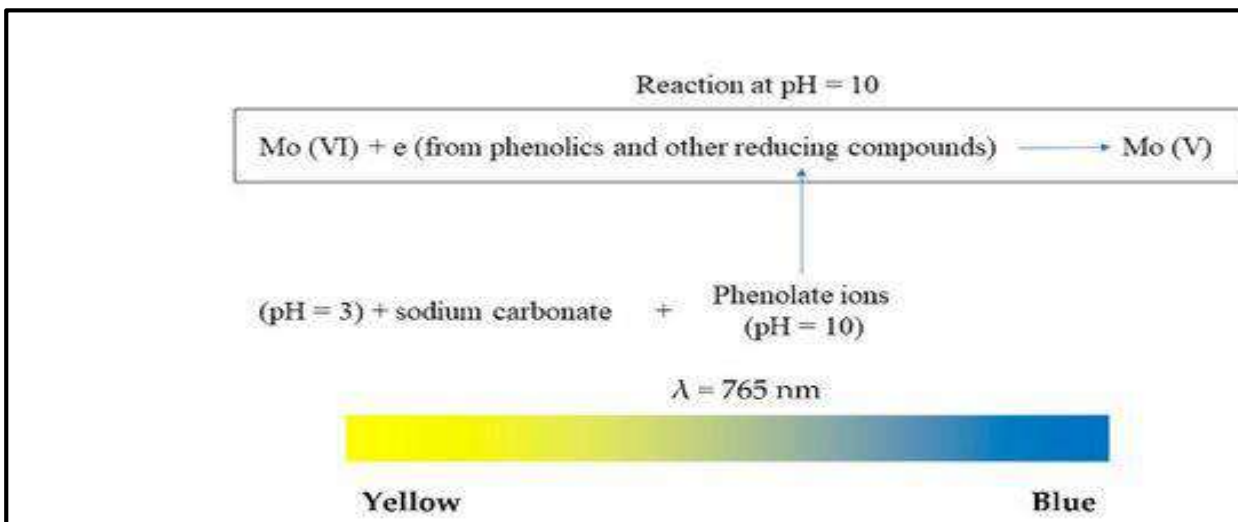 Reaction at pH = 10
Mo (VI) + e (from phenolics and other reducing compounds) Mo (V)
(pH = 3) + sodium carbonate + Phenolate ions
(pH = 10)
λ = 765 nm
Yellow Blue